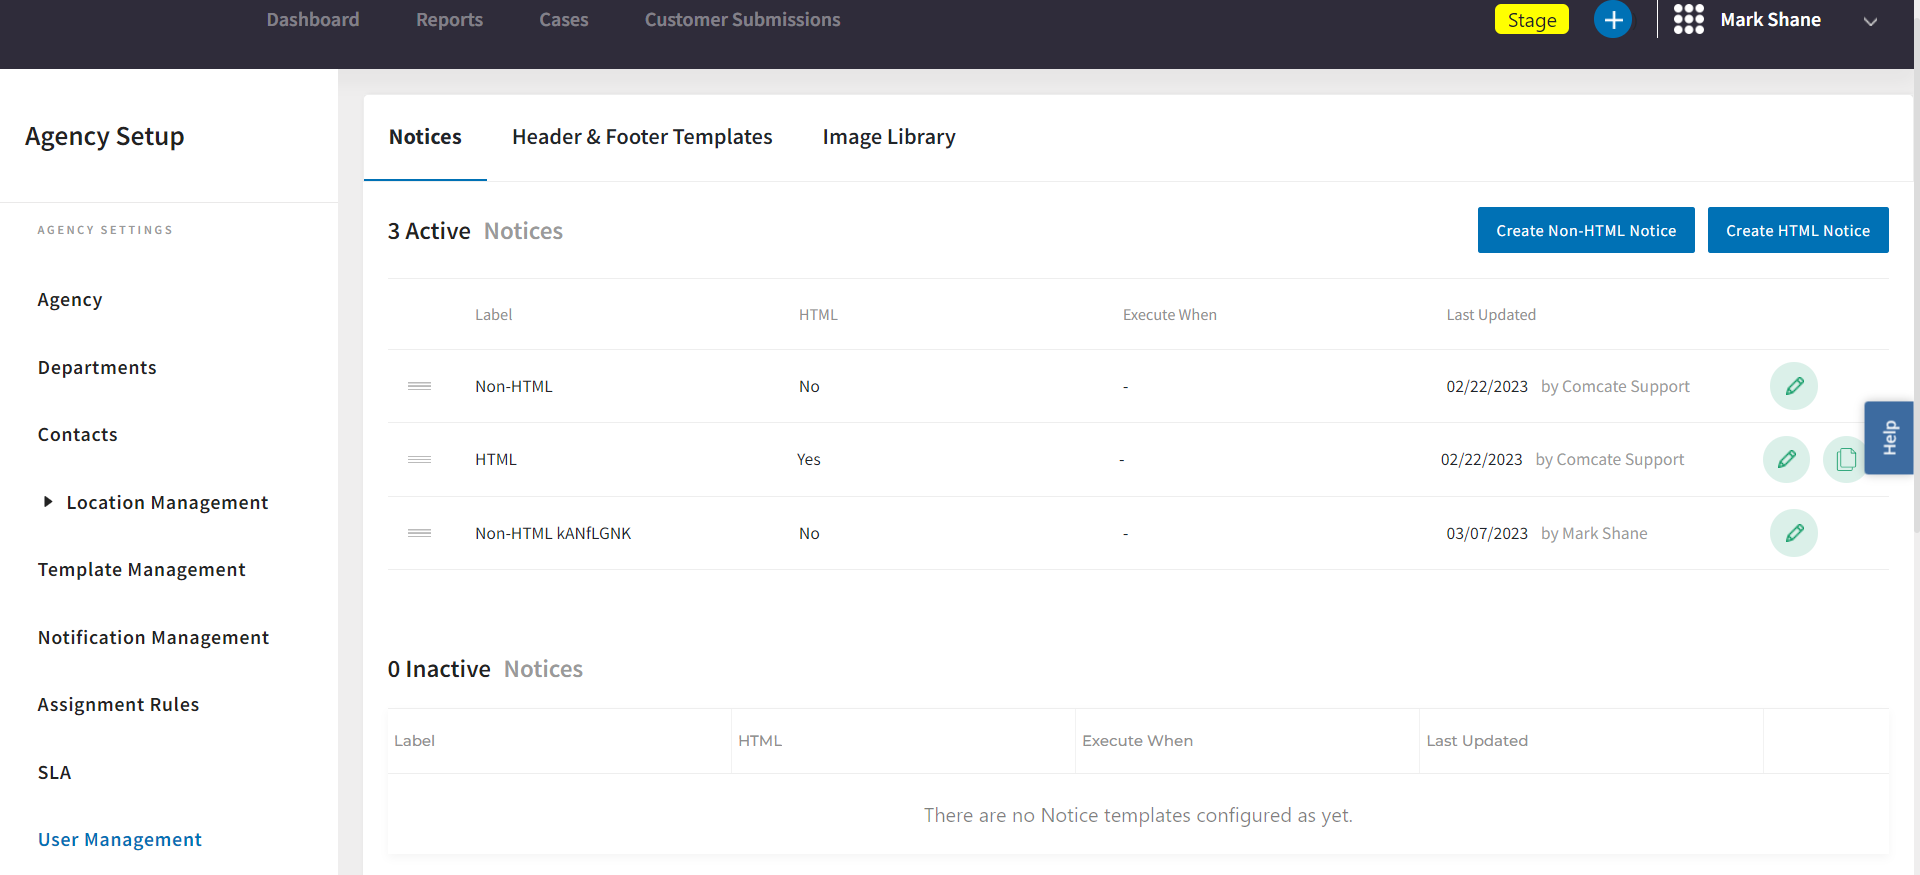 Dashboard Reports Cases Customer Submissions Stage Mark Shane
Agency Setup
AGENCY SETTINGS
Agency
Departments
Contacts
Location Management
Template Management
Notification Management
Assignment Rules
SLA
User Management
Notices Header & Footer Templates Image Library
3 Active Notices Create Non-HTML Notice Create HTML Notice
Label HTML Execute When Last Updated
Non-HTML No - 02/22/2023 by Comcate Support
HTML Yes - 02/22/2023 by Comcate Support
Non-HTML kANfLGNK No - 03/07/2023 by Mark Shane
Help
0 Inactive Notices
Label HTML Execute When Last Updated
There are no Notice templates configured as yet.